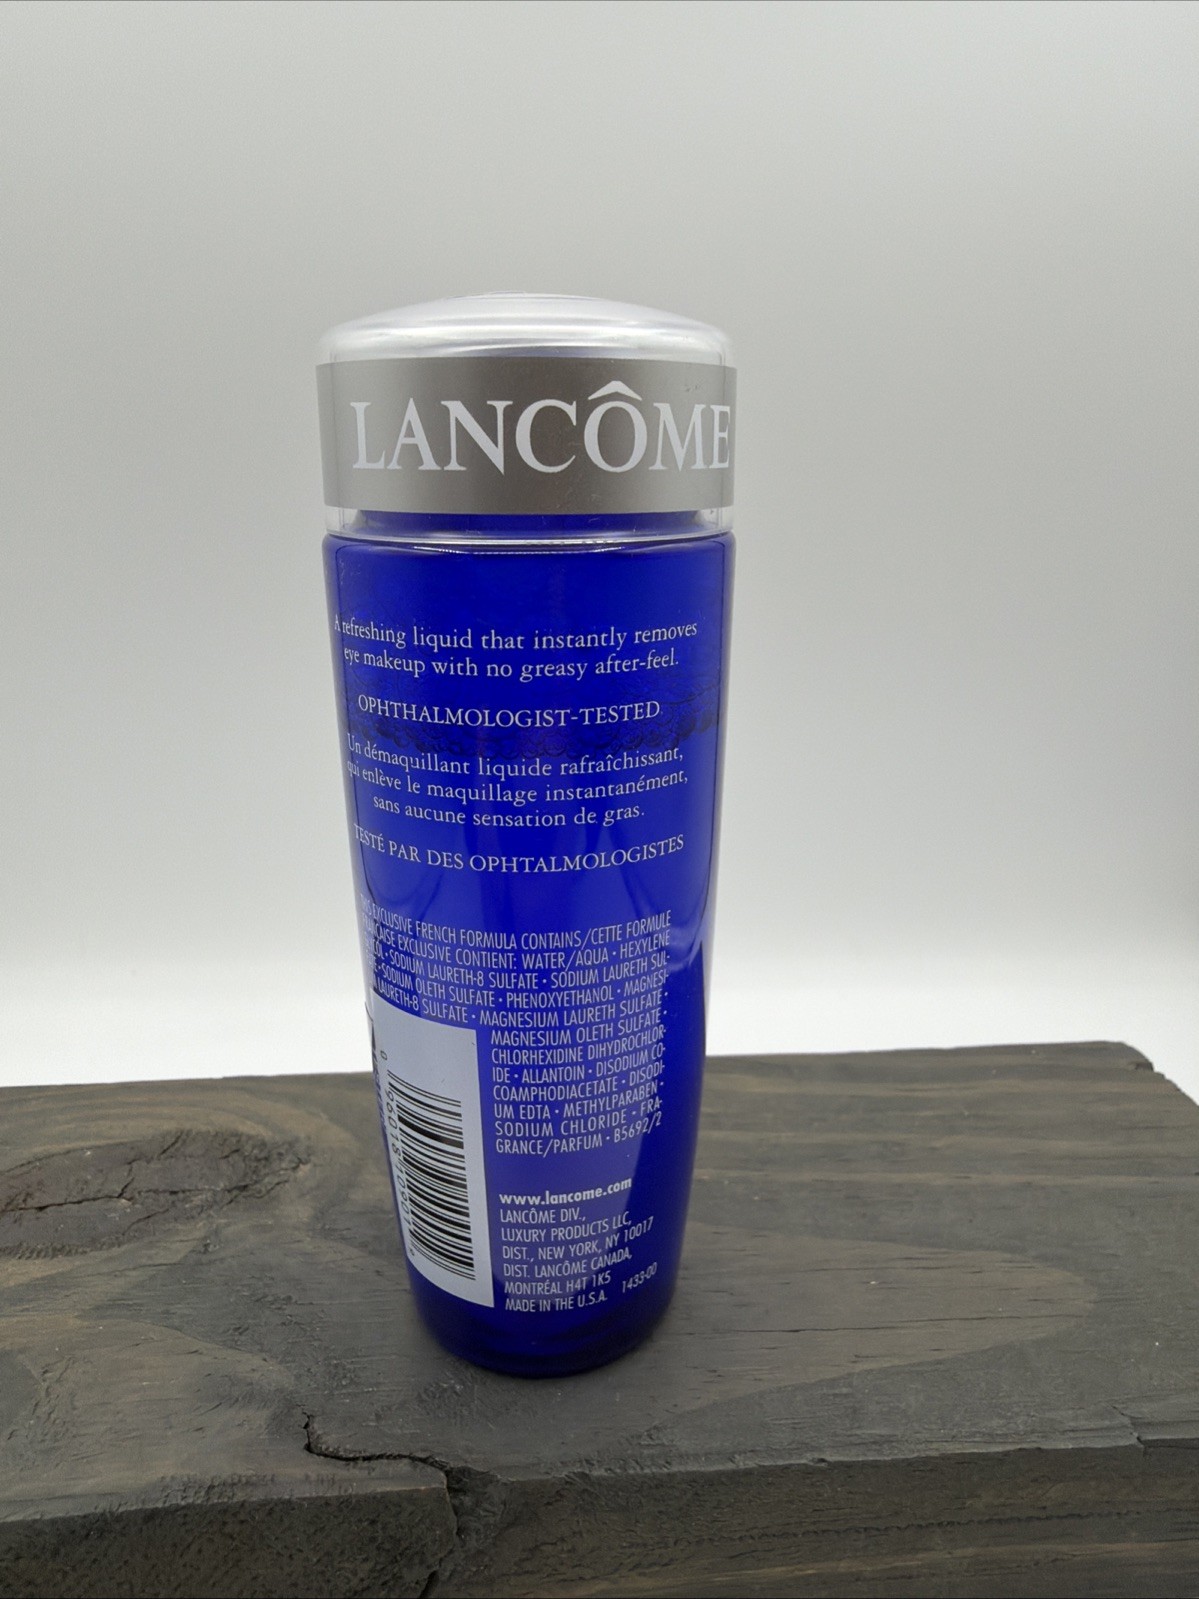 LANCÔME
A refreshing liquid that instantly removes
eye makeup with no greasy after-feel.
OPHTHALMOLOGIST-TESTED
Un démaquillant liquide rafraîchissant,
qui enlève le maquillage instantanément,
sans aucune sensation de gras.
TESTÉ PAR DES OPHTALMOLOGISTES
EXCLUSIVE FRENCH FORMULA CONTAINS/CETTE FORMULE
EXCLUSIVE CONTIENT: WATER/AQUA • HEXYLENE
• SODIUM LAURETH-8 SULFATE • SODIUM LAURETH SUL-
• SODIUM OLETH SULFATE • PHENOXYETHANOL • MAGNESI-
LAURETH-8 SULFATE • MAGNESIUM LAURETH SULFATE •
MAGNESIUM OLETH SULFATE •
CHLORHEXIDINE DIHYDROCHLOR-
IDE • ALLANTOIN • DISODIUM CO-
COAMPHODIACETATE • DISODI-
UM EDTA • METHYLPARABEN •
SODIUM CHLORIDE • FRA-
GRANCE/PARFUM • B5692/2
www.lancome.com
LANCÔME DIV.,
LUXURY PRODUCTS LLC,
DIST., NEW YORK, NY 10017
DIST. LANCÔME CANADA,
MONTRÉAL H4T 1K5 1433-00
MADE IN THE U.S.A.